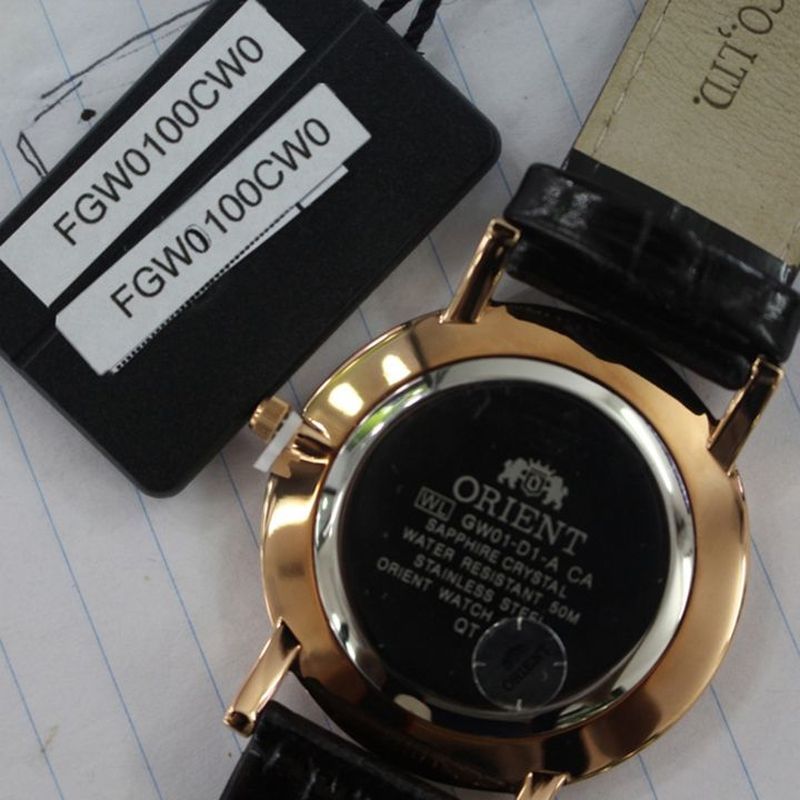 FGW0100CW0
FGW0100CW0
CO.,LTD.
ORIENT
WL GW01-D1-A CA
SAPPHIRE CRYSTAL
WATER RESISTANT 50M
STAINLESS STEEL
ORIENT WATCH
QT
ORIENT